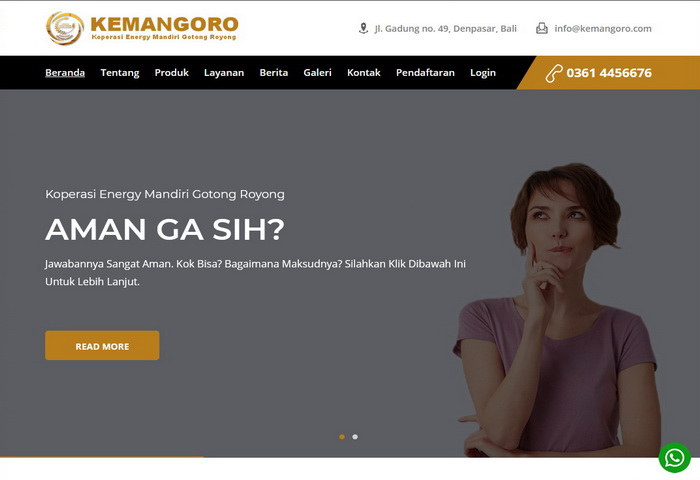 KEMANGORO
Koperasi Energy Mandiri Gotong Royong
Jl. Gadung no. 49, Denpasar, Bali
info@kemangoro.com
Beranda Tentang Produk Layanan Berita Galeri Kontak Pendaftaran Login
0361 4456676
Koperasi Energy Mandiri Gotong Royong
AMAN GA SIH?
Jawabannya Sangat Aman. Kok Bisa? Bagaimana Maksudnya? Silahkan Klik Dibawah Ini
Untuk Lebih Lanjut.
READ MORE